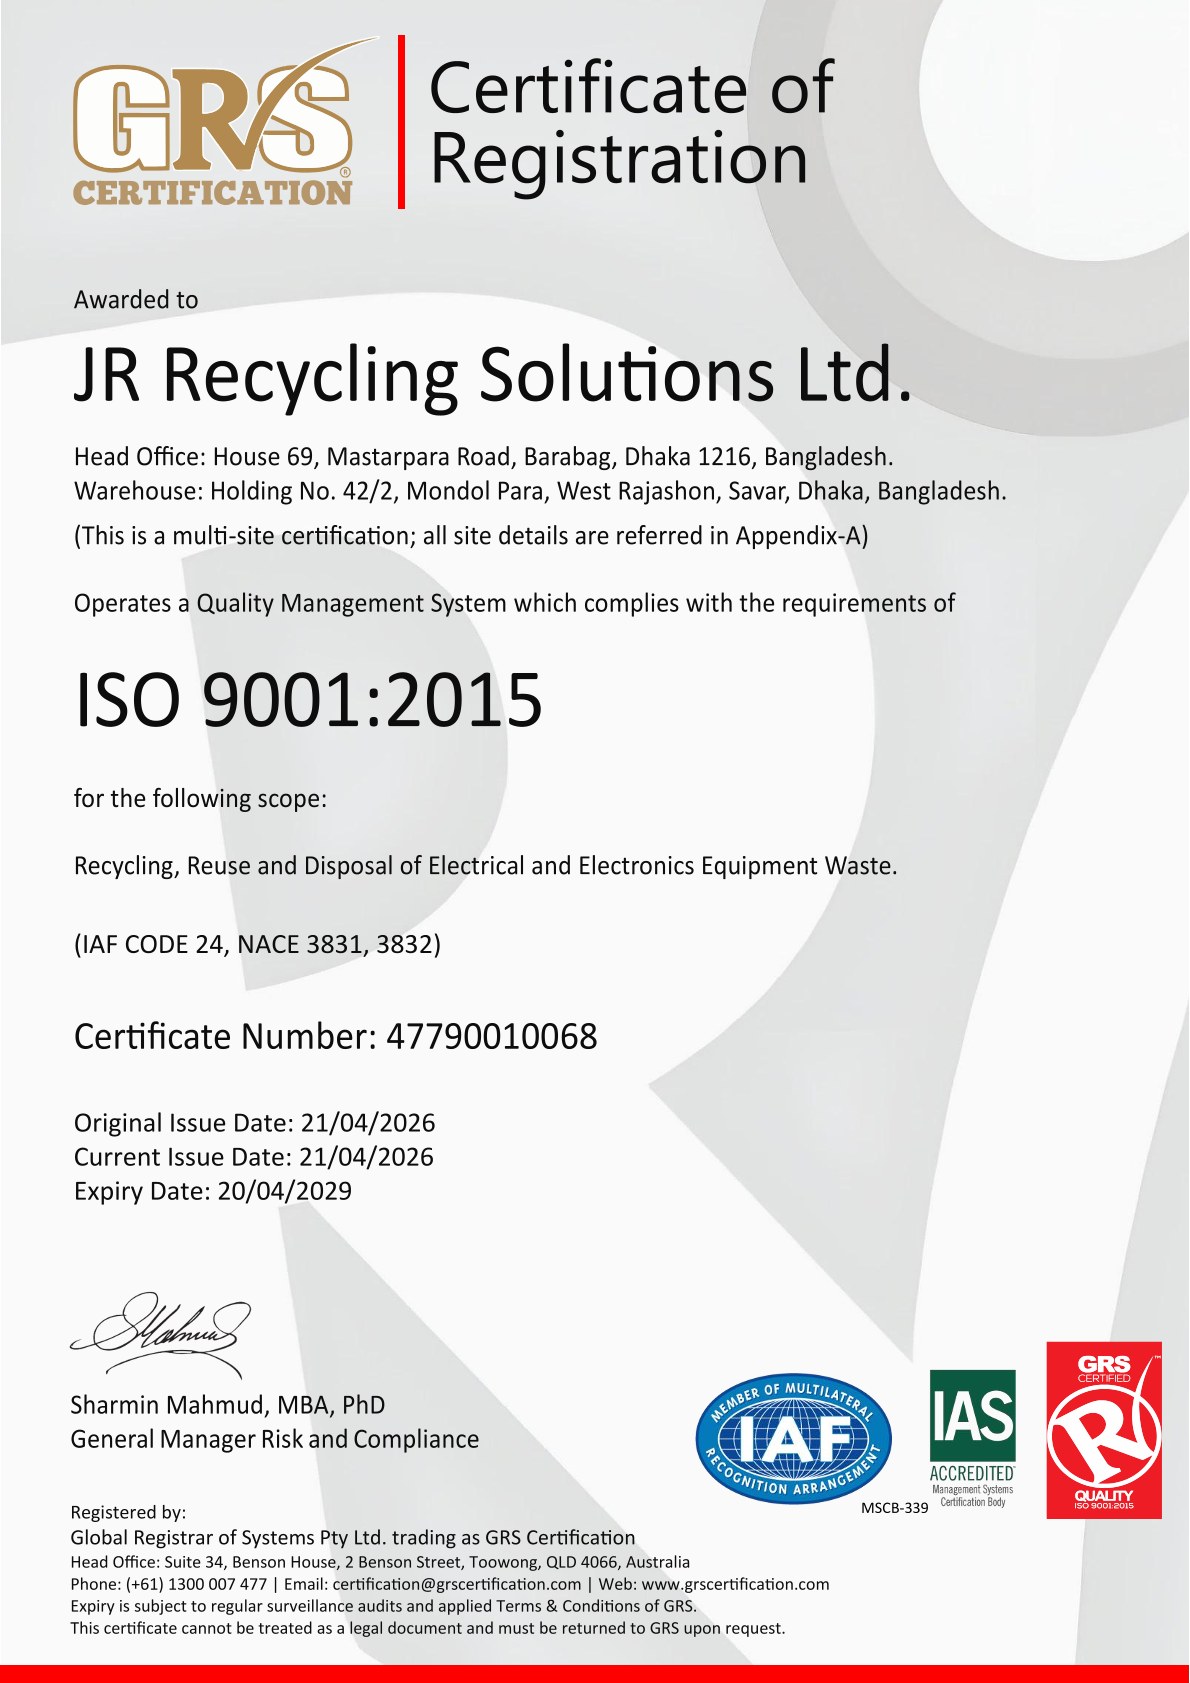 GRS®
CERTIFICATION
Certificate of
Registration
Awarded to
JR Recycling Solutions Ltd.
Head Office: House 69, Mastarpara Road, Barabag, Dhaka 1216, Bangladesh.
Warehouse: Holding No. 42/2, Mondol Para, West Rajashon, Savar, Dhaka, Bangladesh.
(This is a multi-site certification; all site details are referred in Appendix-A)
Operates a Quality Management System which complies with the requirements of
ISO 9001:2015
for the following scope:
Recycling, Reuse and Disposal of Electrical and Electronics Equipment Waste.
(IAF CODE 24, NACE 3831, 3832)
Certificate Number: 47790010068
Original Issue Date: 21/04/2026
Current Issue Date: 21/04/2026
Expiry Date: 20/04/2029
SMahmud
Sharmin Mahmud, MBA, PhD
General Manager Risk and Compliance
MEMBER OF MULTILATERAL
IAF
RECOGNITION ARRANGEMENT
IAS
ACCREDITED
Management Systems
Certification Body
MSCB-339
GRS™
CERTIFIED
R
QUALITY
ISO 9001:2015
Registered by:
Global Registrar of Systems Pty Ltd. trading as GRS Certification
Head Office: Suite 34, Benson House, 2 Benson Street, Toowong, QLD 4066, Australia
Phone: (+61) 1300 007 477 | Email: certification@grscertification.com | Web: www.grscertification.com
Expiry is subject to regular surveillance audits and applied Terms & Conditions of GRS.
This certificate cannot be treated as a legal document and must be returned to GRS upon request.